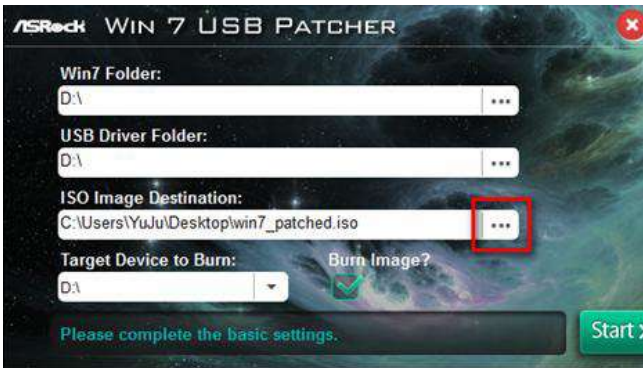 ASRock WIN 7 USB PATCHER
Win7 Folder:
D:\
USB Driver Folder:
D:\
ISO Image Destination:
C:\Users\YuJu\Desktop\win7_patched.iso
Target Device to Burn: Burn Image?
D:\
Please complete the basic settings. Start